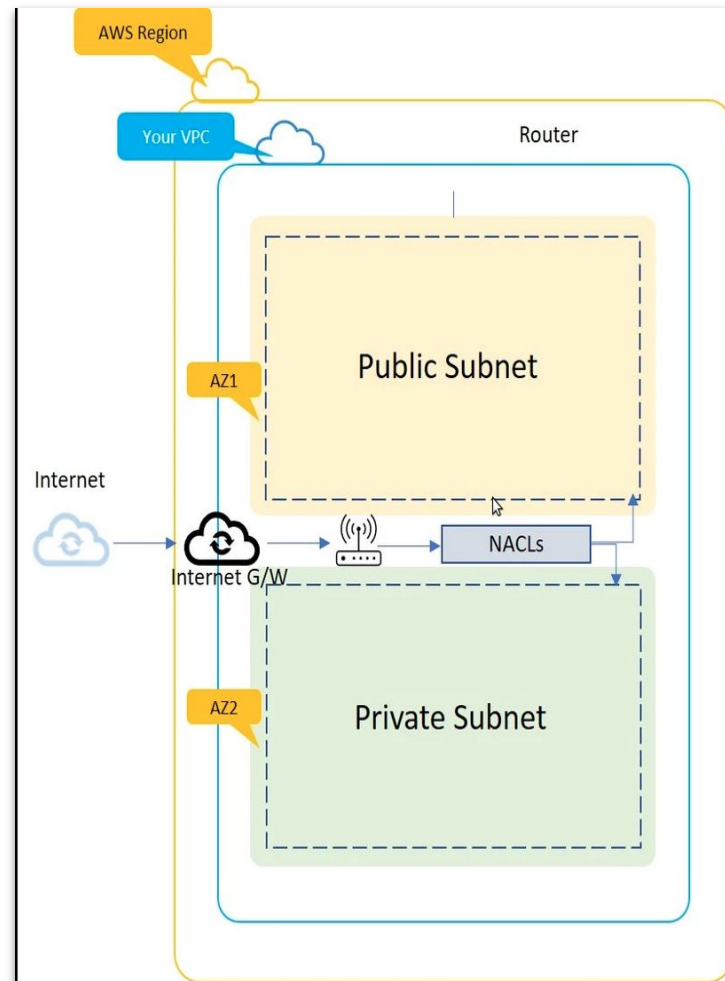 AWS Region
Your VPC
Router
Public Subnet
AZ1
Internet
NACLs
Internet G/W
AZ2
Private Subnet